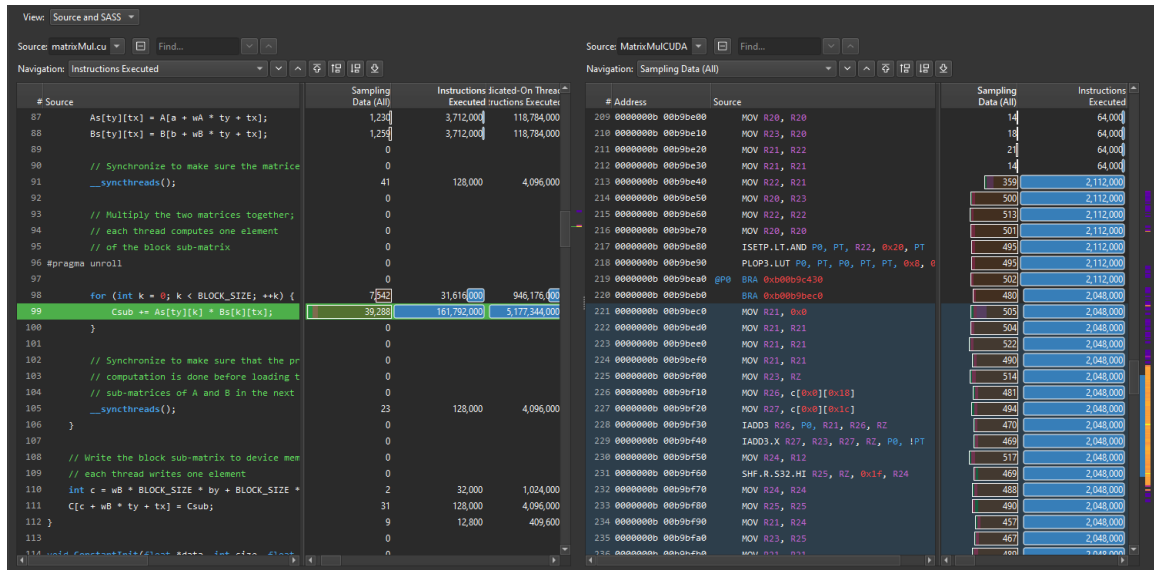 View: Source and SASS
Source: matrixMul.cu Find...
Navigation: Instructions Executed
# Source Sampling Data (All) Instructions Executed
87 As[ty][tx] = A[a + wA * ty + tx]; 1,230 3,712,000 118,784,000
88 Bs[ty][tx] = B[b + wB * ty + tx]; 1,259 3,712,000 118,784,000
89 0
90 // Synchronize to make sure the matrice 0
91 __syncthreads(); 41 128,000 4,096,000
92 0
93 // Multiply the two matrices together; 0
94 // each thread computes one element 0
95 // of the block sub-matrix 0
96 #pragma unroll 0
97 0
98 for (int k = 0; k < BLOCK_SIZE; ++k) { 7,542 31,616,000 946,176,000
99 Csub += As[ty][k] * Bs[k][tx]; 39,288 161,792,000 5,177,344,000
100 } 0
101 0
102 // Synchronize to make sure that the pr 0
103 // computation is done before loading t 0
104 // sub-matrices of A and B in the next 0
105 __syncthreads(); 23 128,000 4,096,000
106 } 0
107 0
108 // Write the block sub-matrix to device mem 0
109 // each thread writes one element 0
110 int c = wB * BLOCK_SIZE * by + BLOCK_SIZE * 2 32,000 1,024,000
111 C[c + wB * ty + tx] = Csub; 31 128,000 4,096,000
112 } 9 12,800 409,600
113 0
Source: MatrixMulCUDA Find...
Navigation: Sampling Data (All)
# Address Source Sampling Data (All) Instructions Executed
209 0000000b 00b9be00 MOV R20, R20 14 64,000
210 0000000b 00b9be10 MOV R23, R20 18 64,000
211 0000000b 00b9be20 MOV R21, R22 21 64,000
212 0000000b 00b9be30 MOV R21, R21 14 64,000
213 0000000b 00b9be40 MOV R22, R21 359 2,112,000
214 0000000b 00b9be50 MOV R20, R23 500 2,112,000
215 0000000b 00b9be60 MOV R22, R22 513 2,112,000
216 0000000b 00b9be70 MOV R20, R20 501 2,112,000
217 0000000b 00b9be80 ISETP.LT.AND P0, PT, R22, 0x20, PT 495 2,112,000
218 0000000b 00b9be90 PLOP3.LUT P0, PT, P0, PT, PT, 0x8, 0 495 2,112,000
219 0000000b 00b9bea0 @P0 BRA 0xb00b9c430 502 2,112,000
220 0000000b 00b9beb0 BRA 0xb00b9bec0 480 2,048,000
221 0000000b 00b9bec0 MOV R21, 0x0 505 2,048,000
222 0000000b 00b9bed0 MOV R21, R21 504 2,048,000
223 0000000b 00b9bee0 MOV R21, R21 522 2,048,000
224 0000000b 00b9bef0 MOV R21, R21 490 2,048,000
225 0000000b 00b9bf00 MOV R23, RZ 514 2,048,000
226 0000000b 00b9bf10 MOV R26, c[0x0][0x18] 481 2,048,000
227 0000000b 00b9bf20 MOV R27, c[0x0][0x1c] 494 2,048,000
228 0000000b 00b9bf30 IADD3 R26, P0, R21, R26, RZ 470 2,048,000
229 0000000b 00b9bf40 IADD3.X R27, R23, R27, RZ, P0, !PT 469 2,048,000
230 0000000b 00b9bf50 MOV R24, R12 517 2,048,000
231 0000000b 00b9bf60 SHF.R.S32.HI R25, RZ, 0x1f, R24 469 2,048,000
232 0000000b 00b9bf70 MOV R24, R24 488 2,048,000
233 0000000b 00b9bf80 MOV R25, R25 490 2,048,000
234 0000000b 00b9bf90 MOV R21, R24 457 2,048,000
235 0000000b 00b9bfa0 MOV R23, R25 467 2,048,000